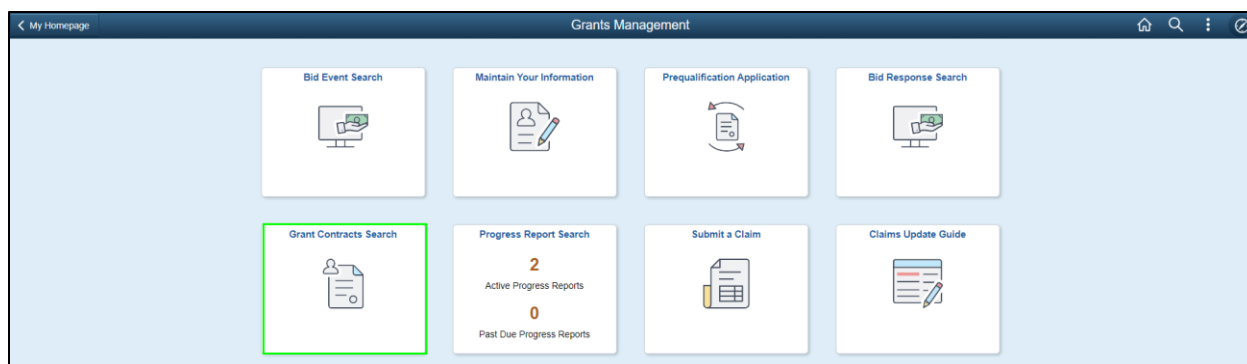 My Homepage
Grants Management
Bid Event Search
Maintain Your Information
Prequalification Application
Bid Response Search
Grant Contracts Search
Progress Report Search
2
Active Progress Reports
0
Past Due Progress Reports
Submit a Claim
Claims Update Guide